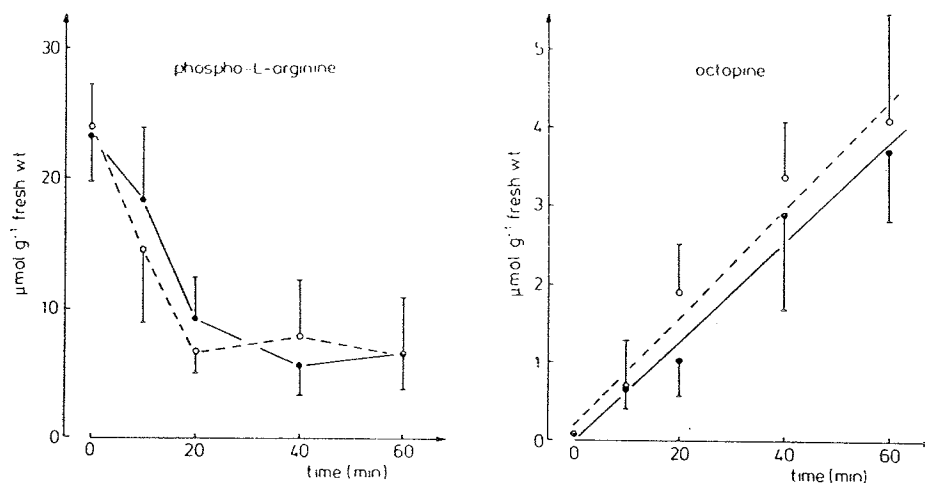 phospho-L-arginine
μmol g⁻¹ fresh wt
30
20
10
0
0 20 40 60
time (min)
octopine
μmol g⁻¹ fresh wt
5
4
3
2
1
0
0 20 40 60
time (min)